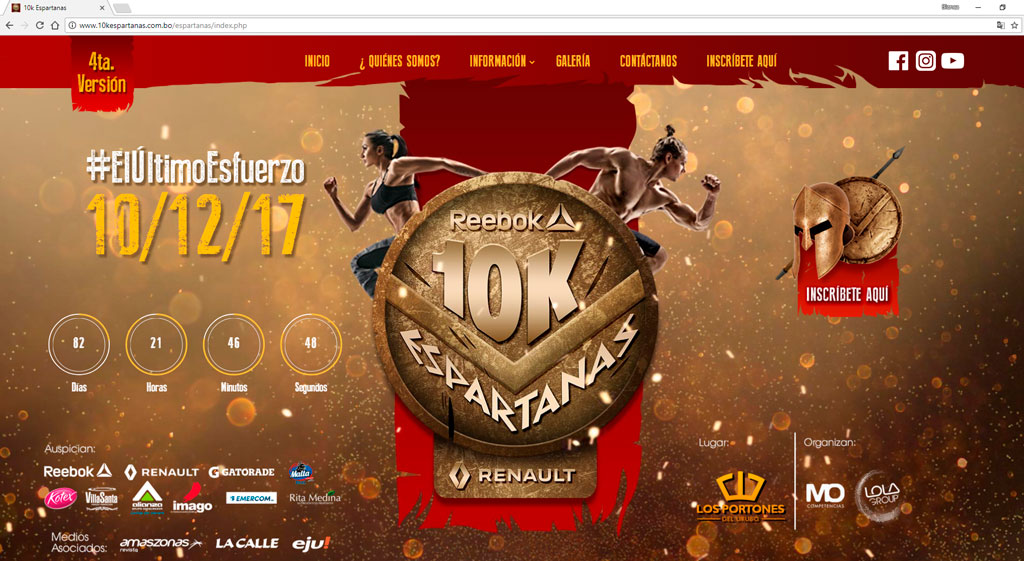 10k Espartanas
www.10kespartanas.com.bo/espartanas/index.php
4ta.
Versión
INICIO ¿ QUIÉNES SOMOS? INFORMACIÓN GALERÍA CONTÁCTANOS INSCRÍBETE AQUÍ
#ElÚltimoEsfuerzo
10/12/17
82 21 46 48
Días Horas Minutos Segundos
Reebok
10K
ESPARTANAS
RENAULT
INSCRÍBETE AQUÍ
Auspician:
Reebok RENAULT GATORADE Malta
Kotex VillaSanta alianza imago EMERCOM Rita Medina
Medios
Asociados:
amazonas
revista
LA CALLE
eju!
Lugar:
LOS PORTONES
DEL URUBO
Organizan:
MO
COMPETENCIAS
LOLA
GROUP